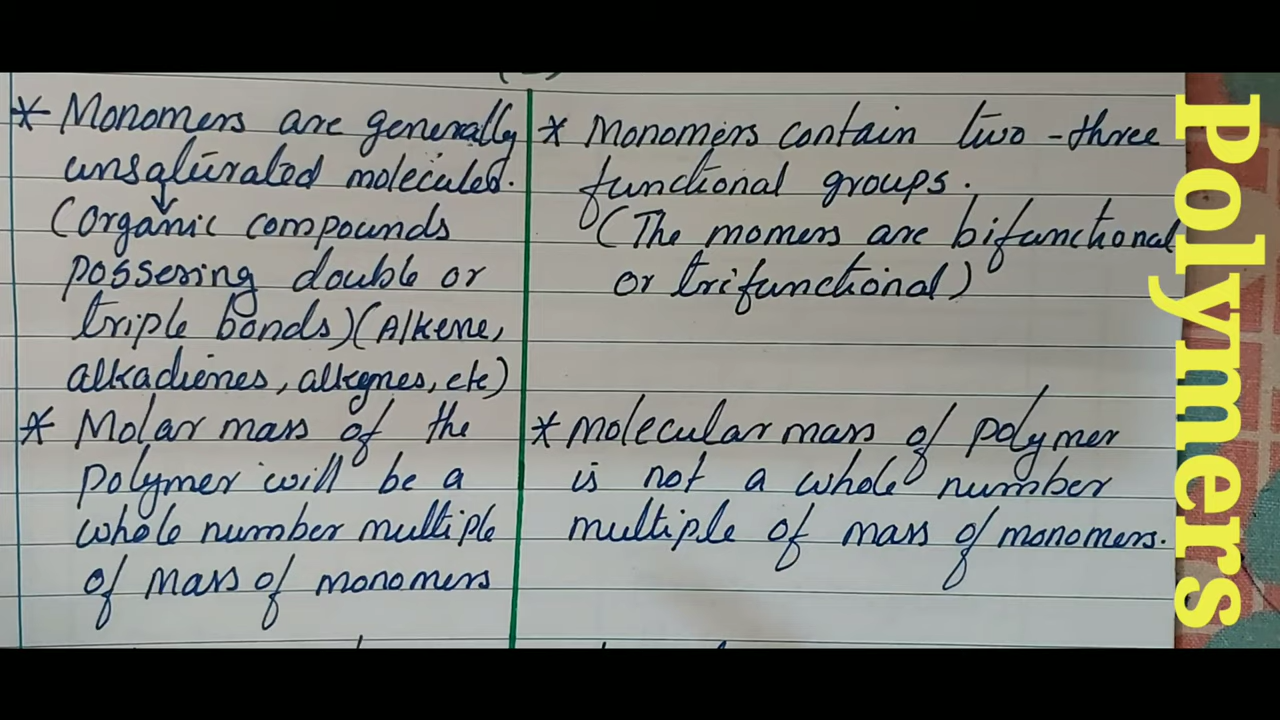 * Monomers are generally
unsaturated molecules.
(Organic compounds
possesing double or
triple bonds)(Alkene,
alkadienes, alkynes, etc)
* Molar mass of the
polymer will be a
whole number multiple
of mass of monomers
* Monomers contain two-three
functional groups.
(The momers are bifunctional
or trifunctional)
* molecular mass of polymer
is not a whole number
multiple of mass of monomers.
Polymers